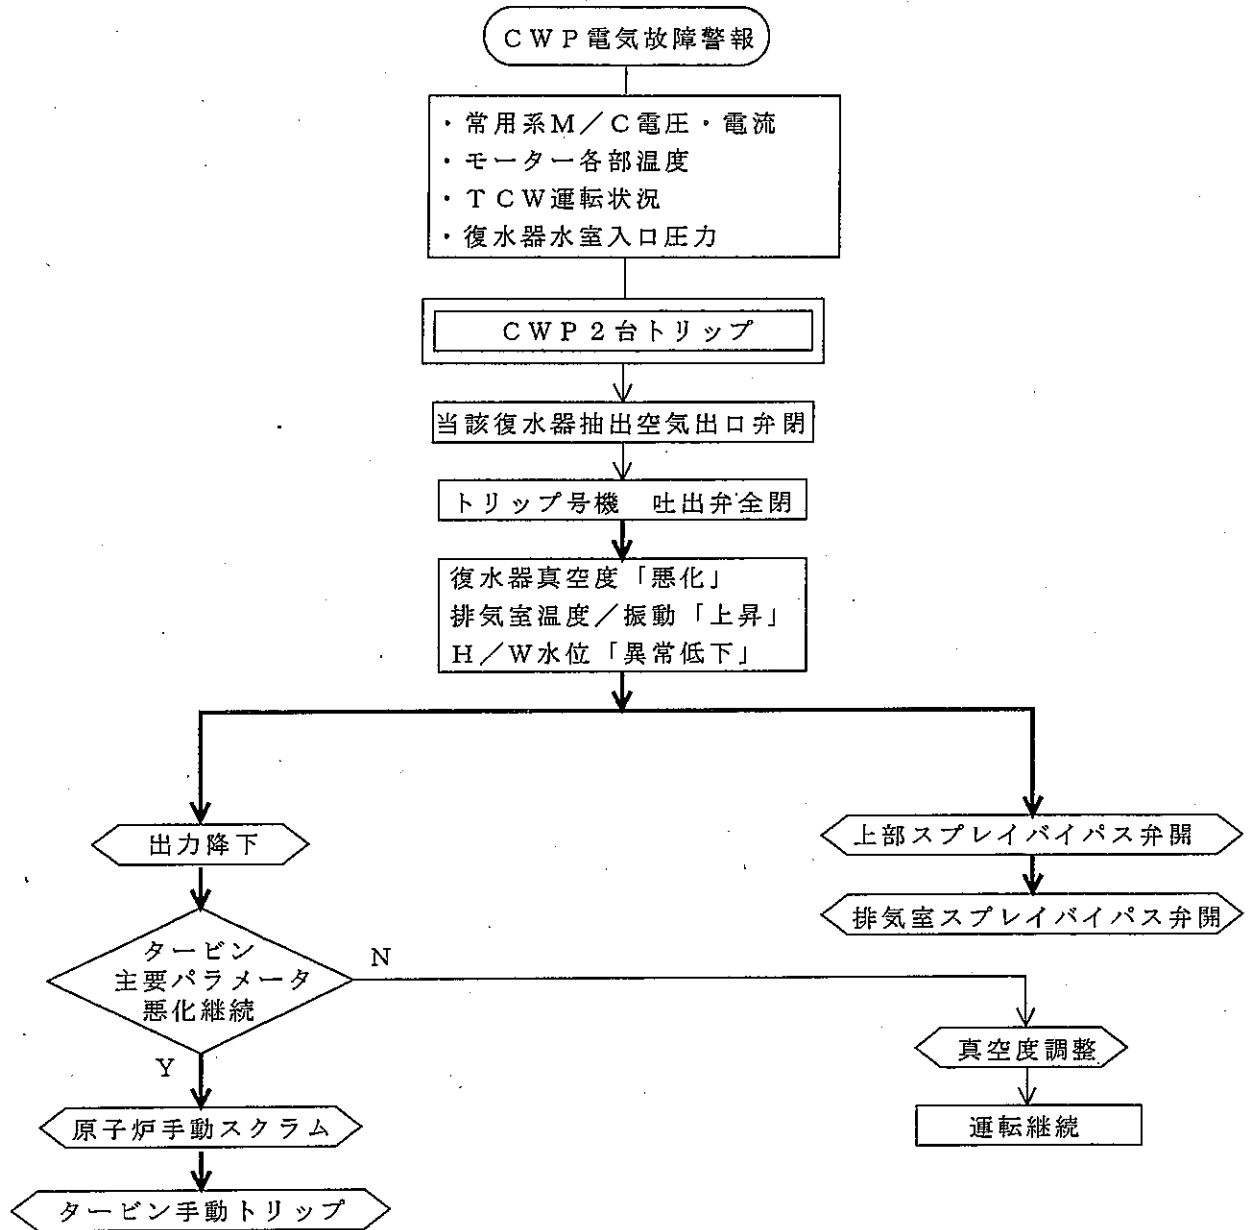 CWP電気故障警報
・常用系M/C電圧・電流
・モーター各部温度
・TCW運転状況
・復水器水室入口圧力
CWP2台トリップ
当該復水器抽出空気出口弁閉
トリップ号機 吐出弁全閉
復水器真空度「悪化」
排気室温度/振動「上昇」
H/W水位「異常低下」
出力降下
上部スプレイバイパス弁開
排気室スプレイバイパス弁開
タービン
主要パラメータ
悪化継続
N
Y
真空度調整
原子炉手動スクラム
運転継続
タービン手動トリップ